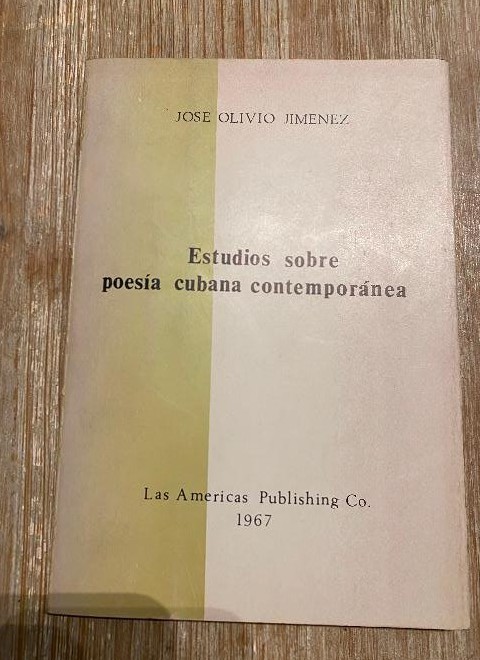 JOSE OLIVIO JIMENEZ
Estudios sobre
poesía cubana contemporánea
Las Americas Publishing Co.
1967